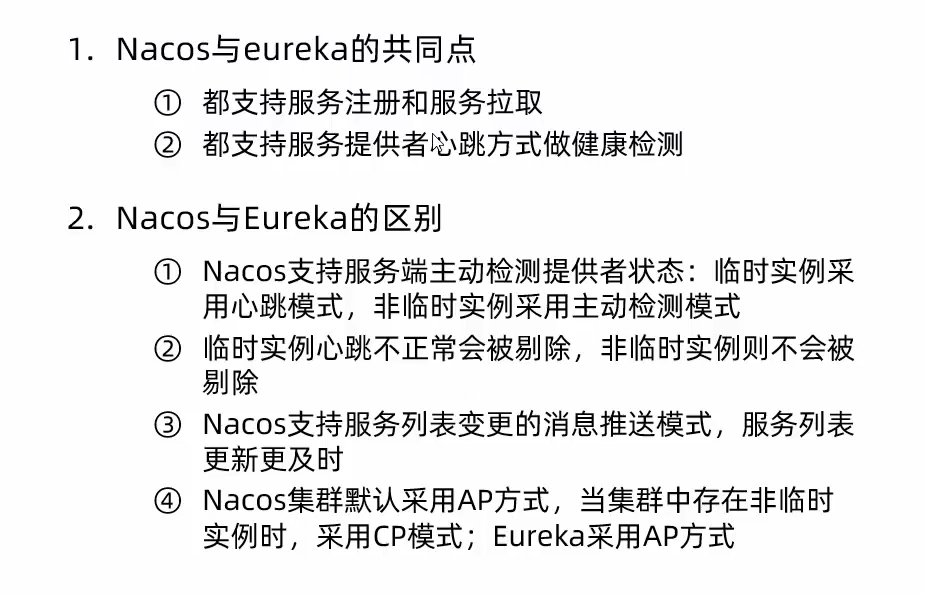 1. Nacos与eureka的共同点
① 都支持服务注册和服务拉取
② 都支持服务提供者心跳方式做健康检测
2. Nacos与Eureka的区别
① Nacos支持服务端主动检测提供者状态：临时实例采
用心跳模式，非临时实例采用主动检测模式
② 临时实例心跳不正常会被剔除，非临时实例则不会被
剔除
③ Nacos支持服务列表变更的消息推送模式，服务列表
更新更及时
④ Nacos集群默认采用AP方式，当集群中存在非临时
实例时，采用CP模式；Eureka采用AP方式